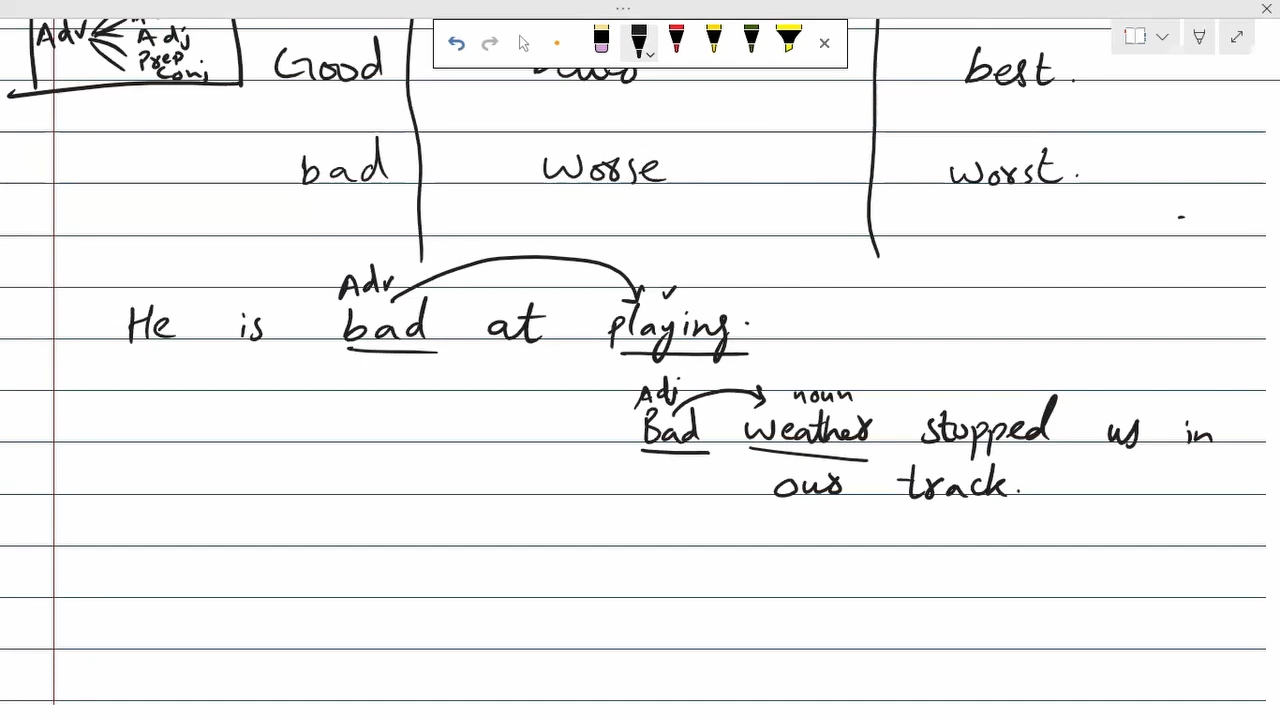 Adv Adj
Prep
Conj
Good best.
bad worse worst.
Adv
He is bad at playing.
Adj noun
Bad weather stopped us in
our track.